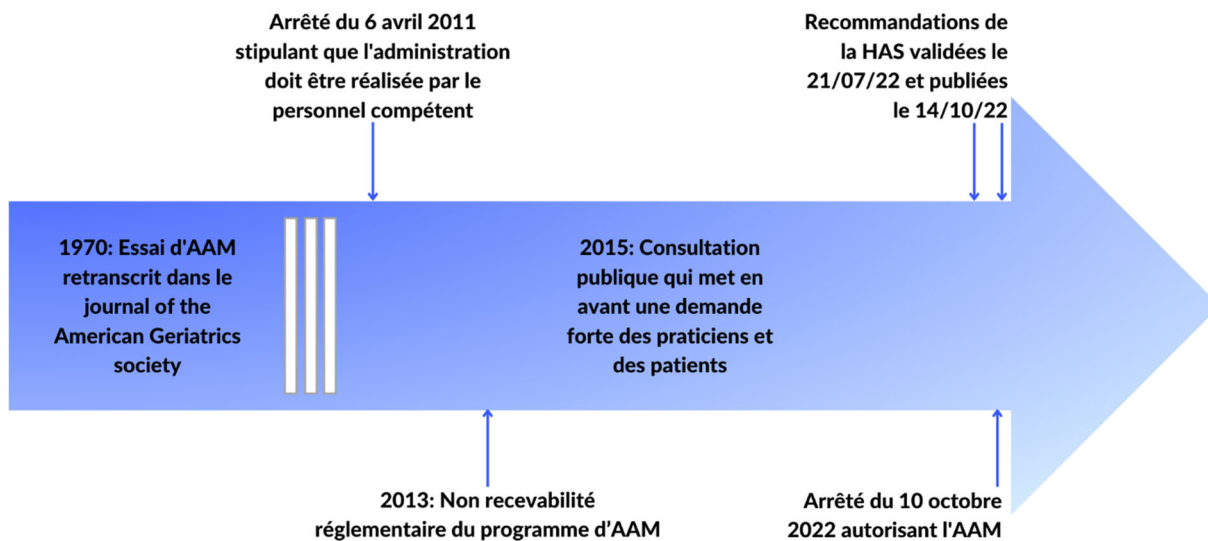 Arrêté du 6 avril 2011
stipulant que l'administration
doit être réalisée par le
personnel compétent
Recommandations de
la HAS validées le
21/07/22 et publiées
le 14/10/22
1970: Essai d'AAM
retranscrit dans le
journal of the
American Geriatrics
society
2015: Consultation
publique qui met en
avant une demande
forte des praticiens et
des patients
2013: Non recevabilité
réglementaire du programme d’AAM
Arrêté du 10 octobre
2022 autorisant l'AAM